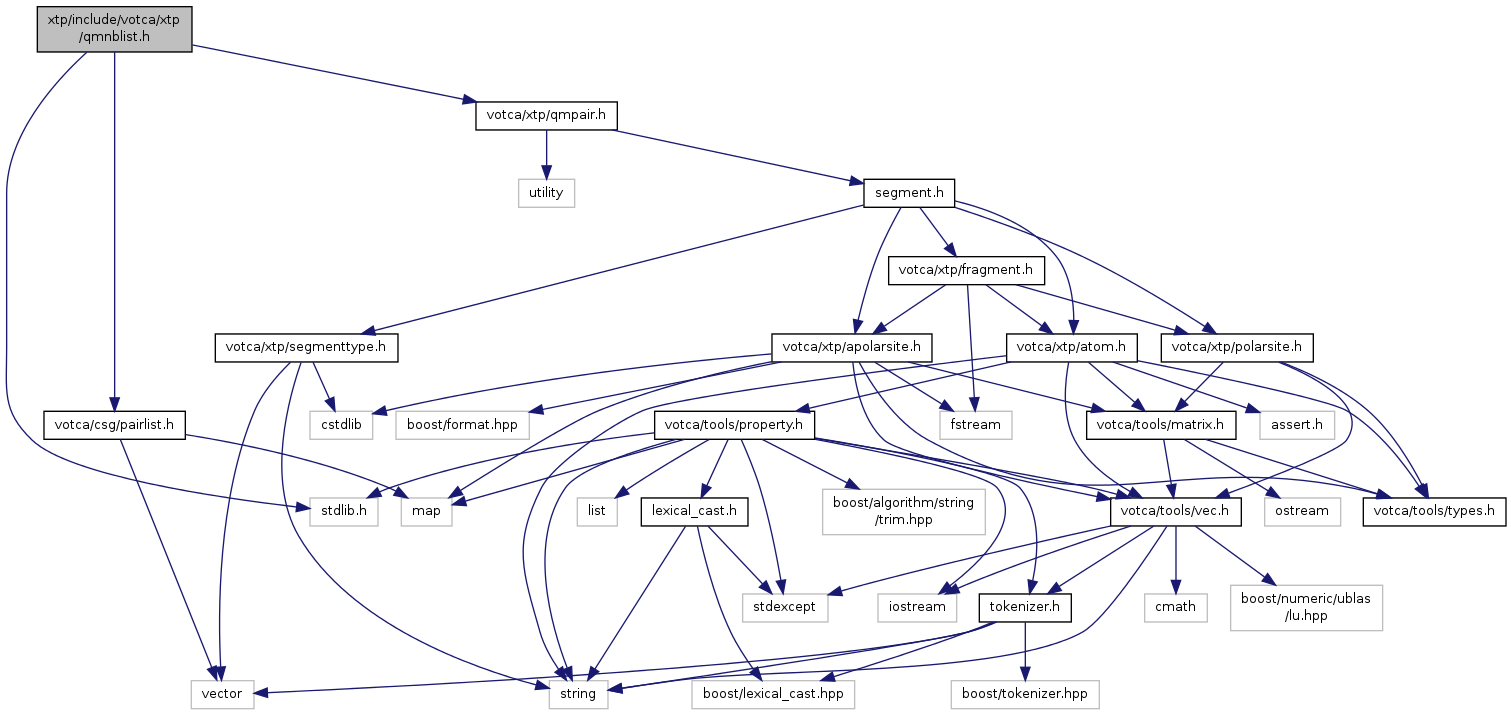 xtp/include/votca/xtp
/qmnblist.h
votca/xtp/qmpair.h
utility
segment.h
votca/xtp/fragment.h
votca/xtp/segmenttype.h
votca/xtp/apolarsite.h
votca/xtp/atom.h
votca/xtp/polarsite.h
votca/csg/pairlist.h
cstdlib
boost/format.hpp
votca/tools/property.h
fstream
votca/tools/matrix.h
assert.h
stdlib.h
map
list
lexical_cast.h
boost/algorithm/string
/trim.hpp
votca/tools/vec.h
ostream
votca/tools/types.h
stdexcept
iostream
tokenizer.h
cmath
boost/numeric/ublas
/lu.hpp
vector
string
boost/lexical_cast.hpp
boost/tokenizer.hpp